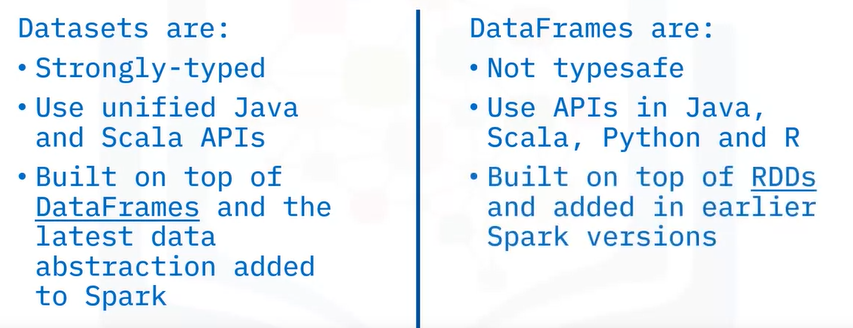 Datasets are:
• Strongly-typed
• Use unified Java
and Scala APIs
• Built on top of
DataFrames and the
latest data
abstraction added
to Spark
DataFrames are:
• Not typesafe
• Use APIs in Java,
Scala, Python and R
• Built on top of RDDs
and added in earlier
Spark versions